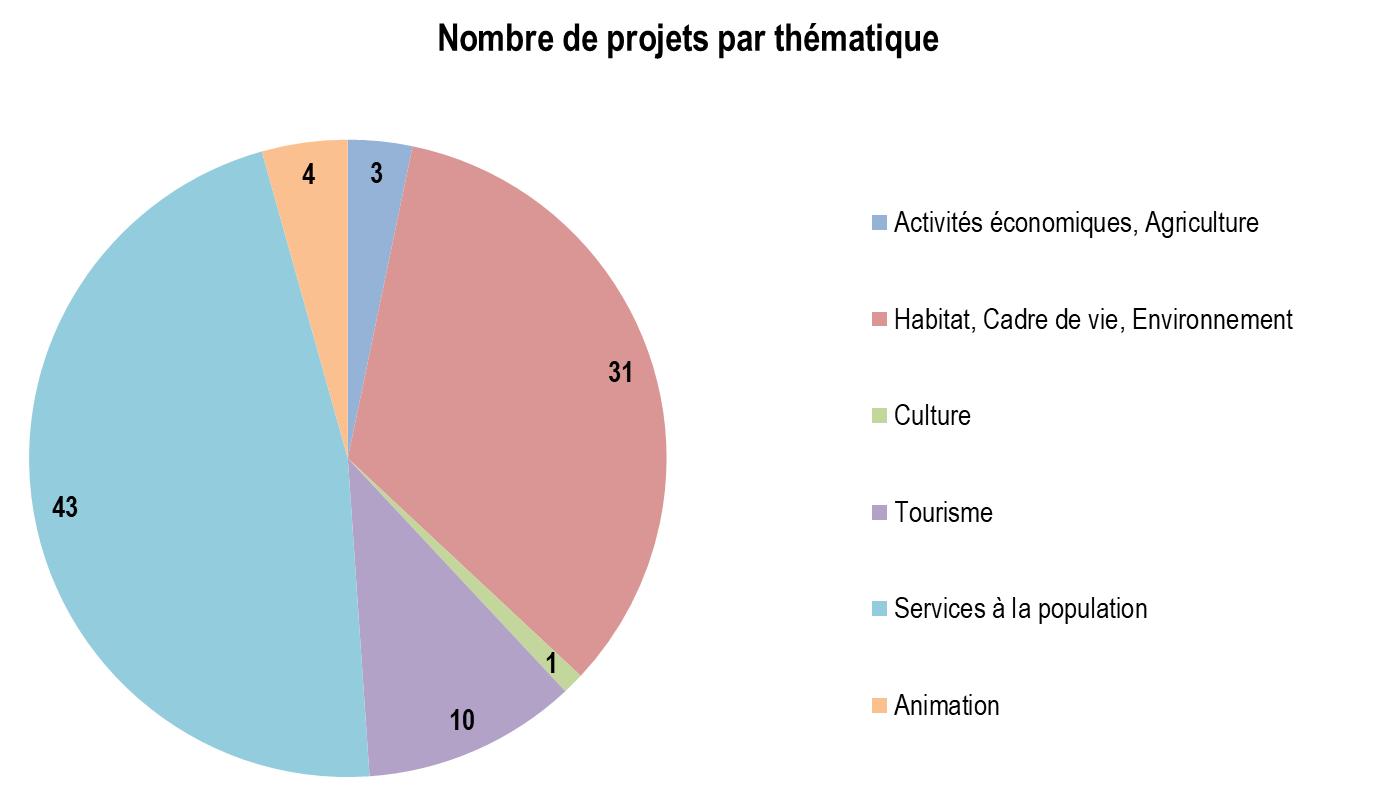 Nombre de projets par thématique
4
3
31
43
1
10
Activités économiques, Agriculture
Habitat, Cadre de vie, Environnement
Culture
Tourisme
Services à la population
Animation